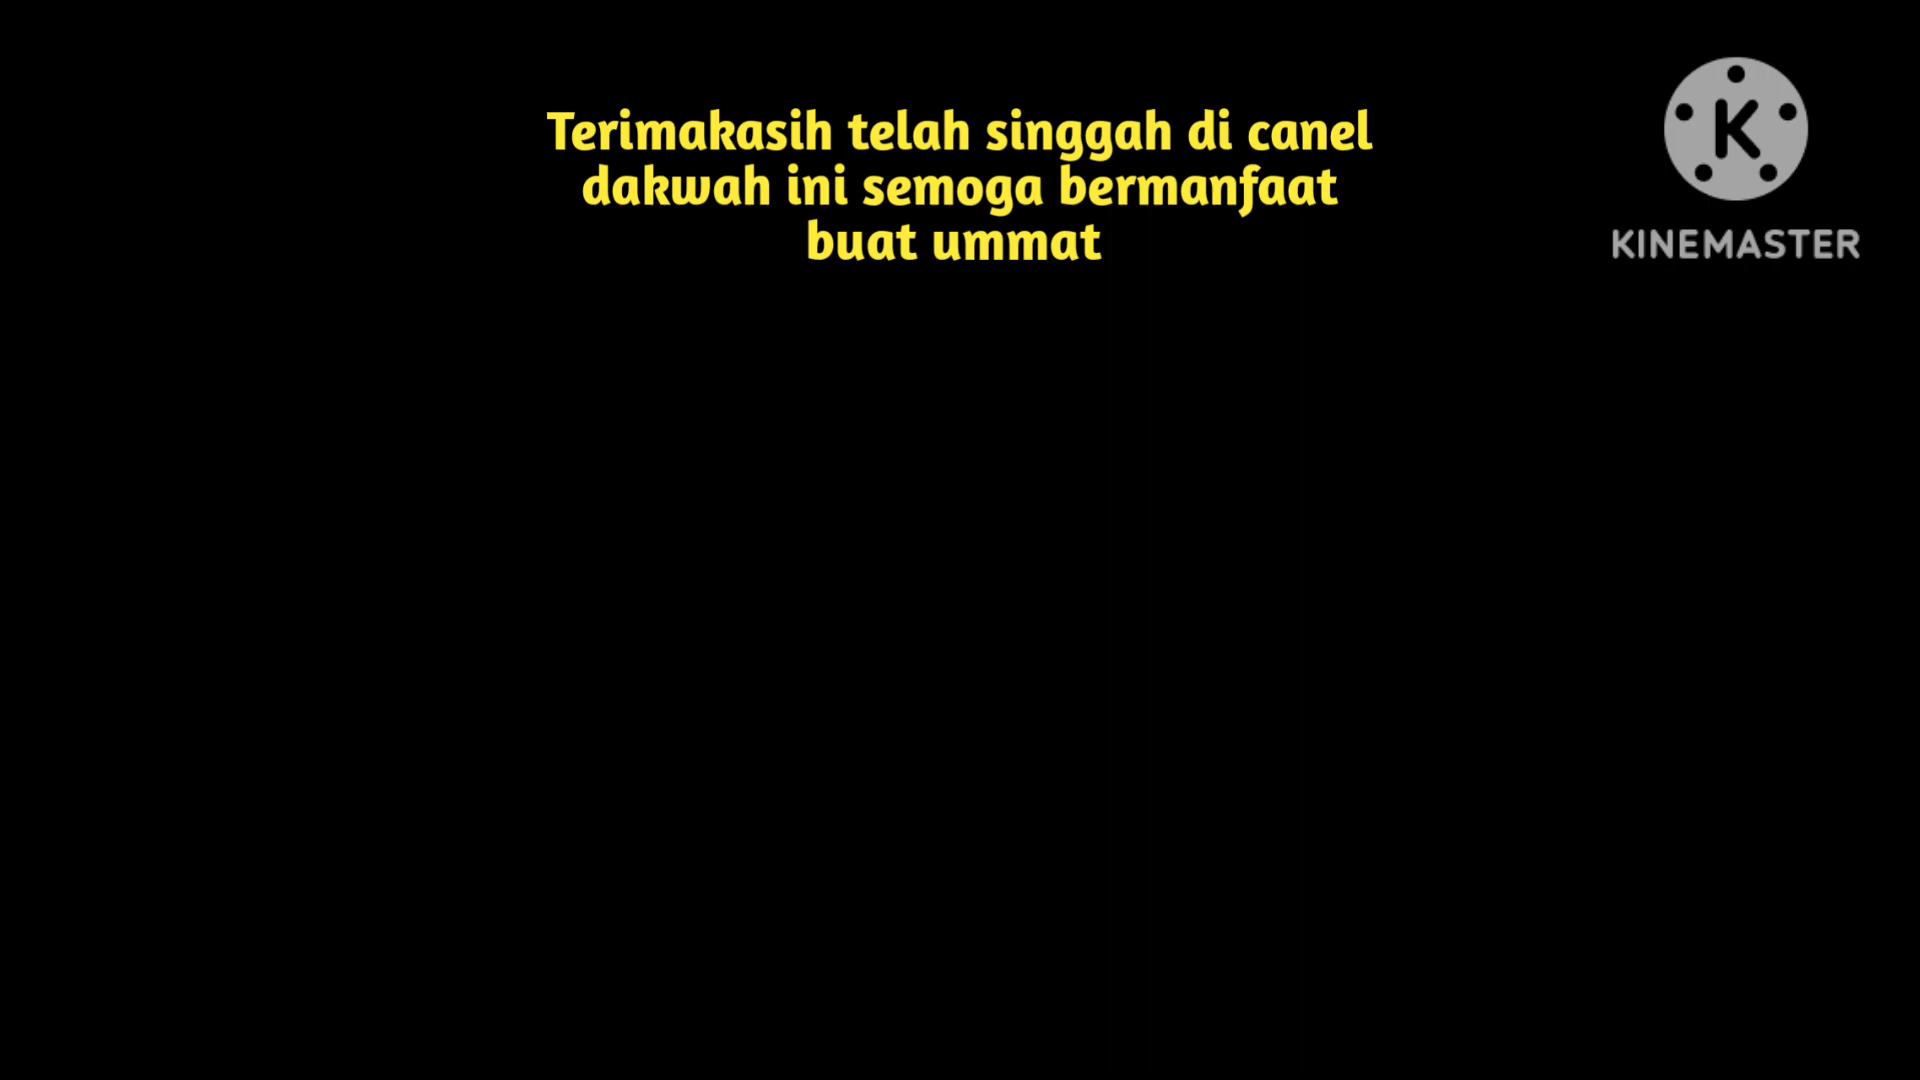 Terimakasih telah singgah di canel
dakwah ini semoga bermanfaat
buat ummat
K
KINEMASTER